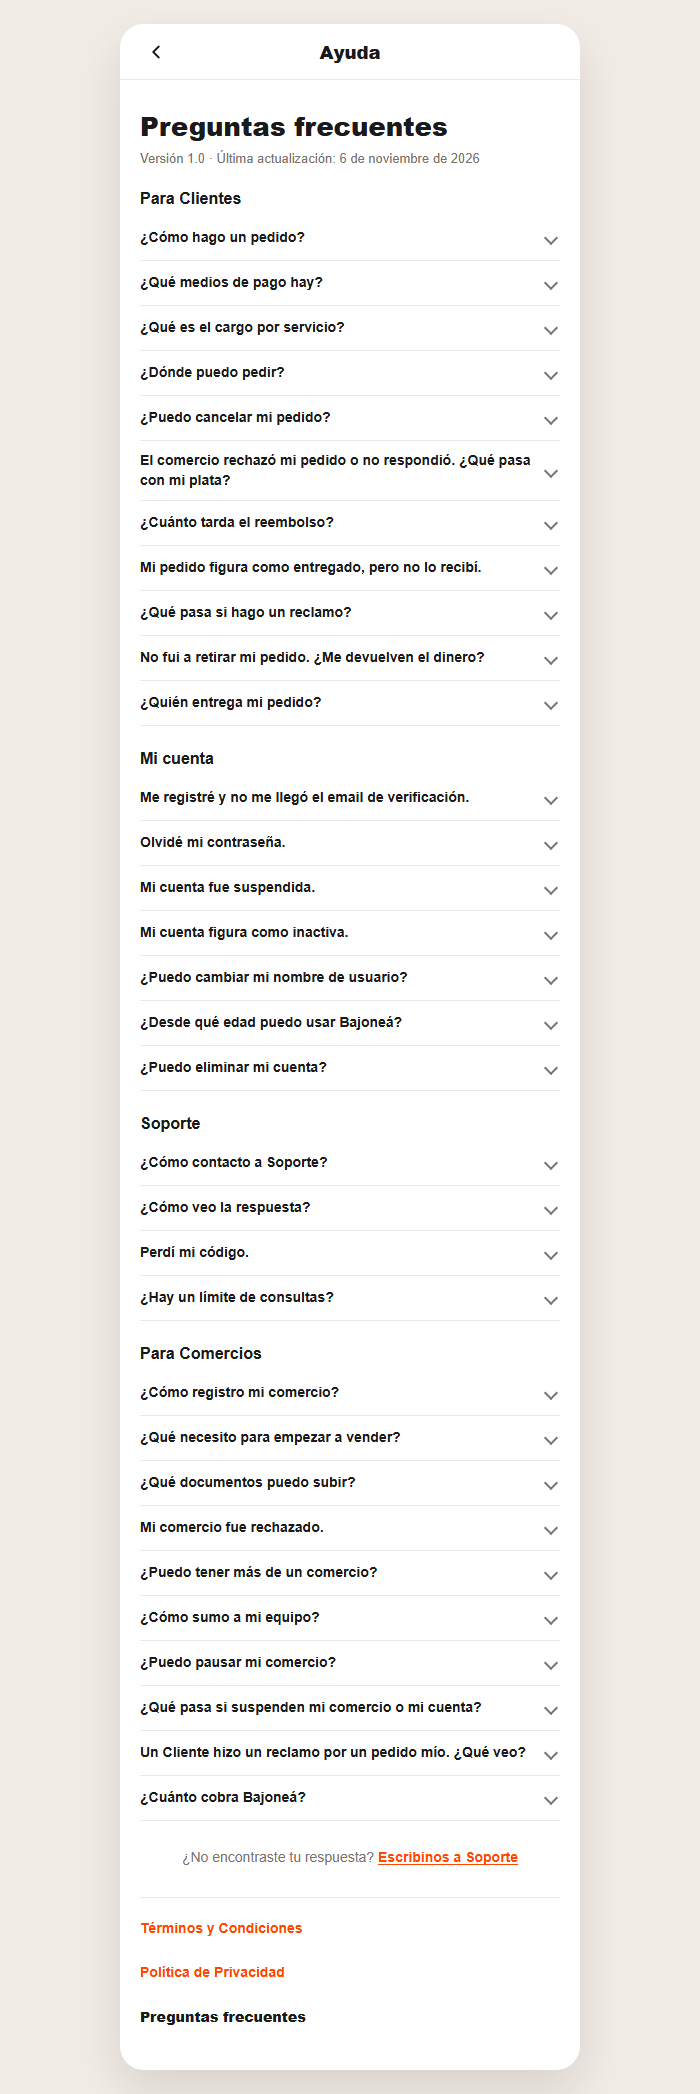 Ayuda
Preguntas frecuentes
Versión 1.0 · Última actualización: 6 de noviembre de 2026
Para Clientes
¿Cómo hago un pedido?
¿Qué medios de pago hay?
¿Qué es el cargo por servicio?
¿Dónde puedo pedir?
¿Puedo cancelar mi pedido?
El comercio rechazó mi pedido o no respondió. ¿Qué pasa
con mi plata?
¿Cuánto tarda el reembolso?
Mi pedido figura como entregado, pero no lo recibí.
¿Qué pasa si hago un reclamo?
No fui a retirar mi pedido. ¿Me devuelven el dinero?
¿Quién entrega mi pedido?
Mi cuenta
Me registré y no me llegó el email de verificación.
Olvidé mi contraseña.
Mi cuenta fue suspendida.
Mi cuenta figura como inactiva.
¿Puedo cambiar mi nombre de usuario?
¿Desde qué edad puedo usar Bajoneá?
¿Puedo eliminar mi cuenta?
Soporte
¿Cómo contacto a Soporte?
¿Cómo veo la respuesta?
Perdí mi código.
¿Hay un límite de consultas?
Para Comercios
¿Cómo registro mi comercio?
¿Qué necesito para empezar a vender?
¿Qué documentos puedo subir?
Mi comercio fue rechazado.
¿Puedo tener más de un comercio?
¿Cómo sumo a mi equipo?
¿Puedo pausar mi comercio?
¿Qué pasa si suspenden mi comercio o mi cuenta?
Un Cliente hizo un reclamo por un pedido mío. ¿Qué veo?
¿Cuánto cobra Bajoneá?
¿No encontraste tu respuesta? Escribinos a Soporte
Términos y Condiciones
Política de Privacidad
Preguntas frecuentes